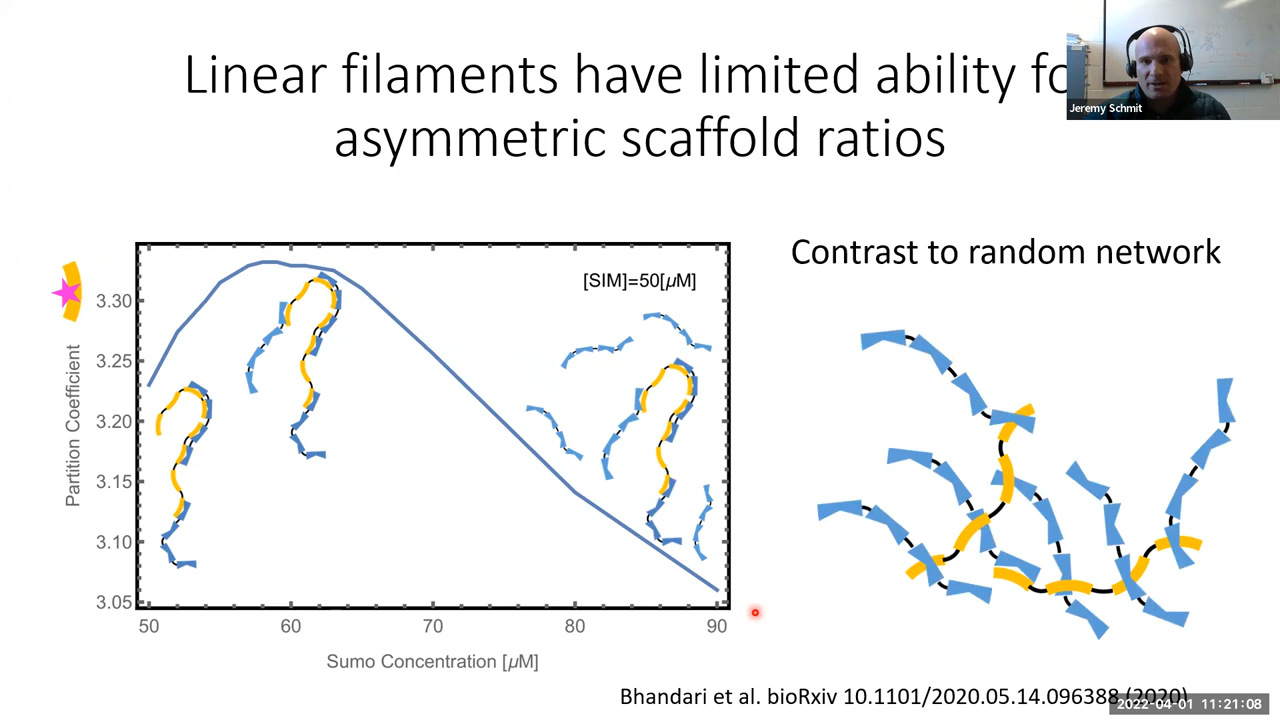 Linear filaments have limited ability fo
asymmetric scaffold ratios
Jeremy Schmit
Contrast to random network
[SIM]=50[μM]
Partition Coefficient
3.30
3.25
3.20
3.15
3.10
3.05
50 60 70 80 90
Sumo Concentration [μM]
Bhandari et al. bioRxiv 10.1101/2020.05.14.096388 (2020)
2022-04-01 11:21:08